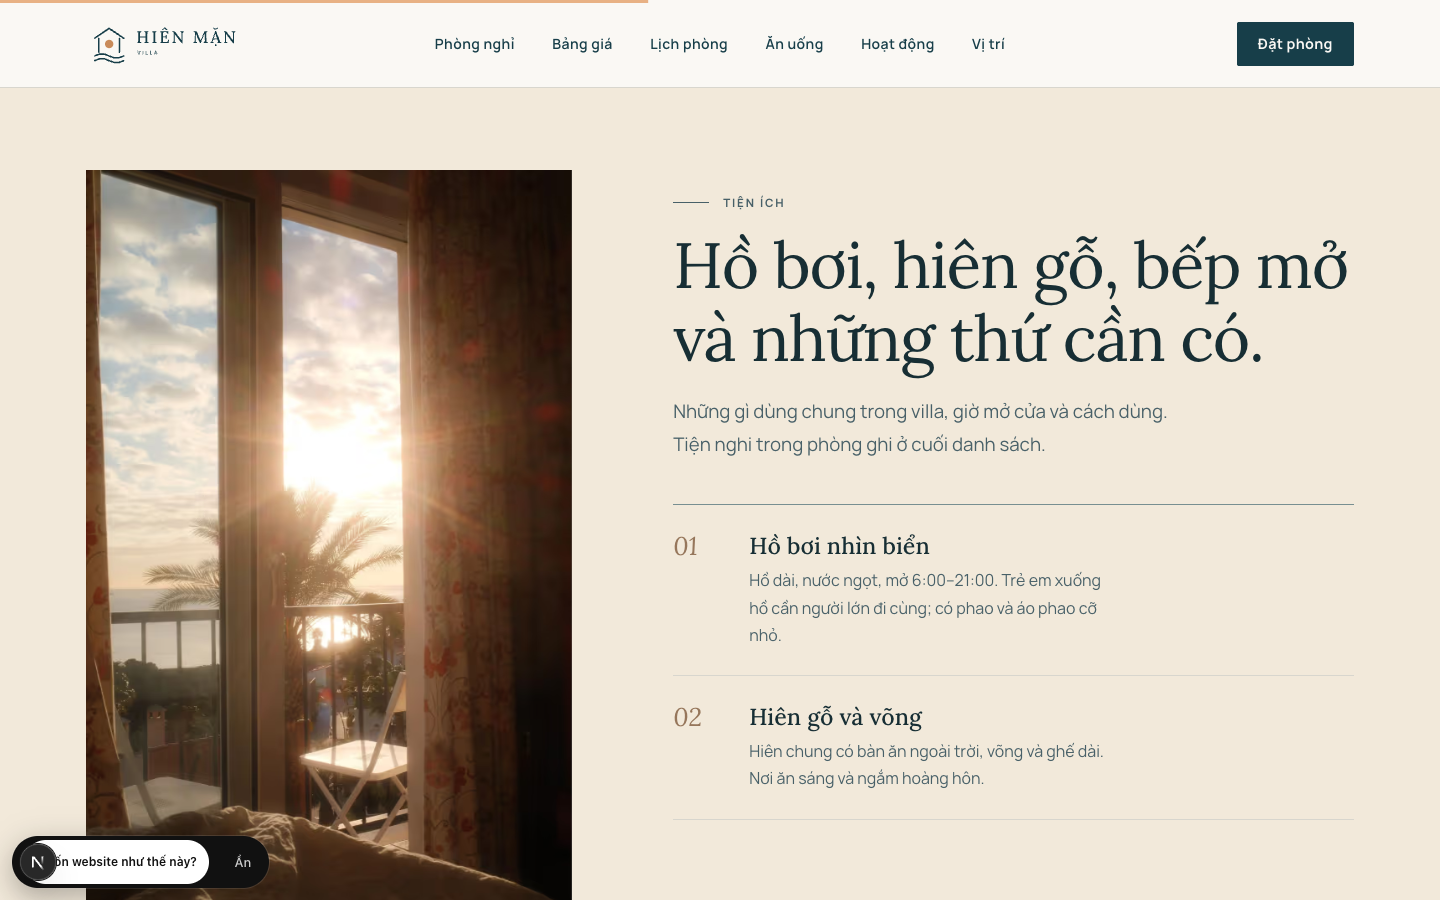 HIÊN MẶN
VILLA
Phòng nghỉ
Bảng giá
Lịch phòng
Ăn uống
Hoạt động
Vị trí
Đặt phòng
TIỆN ÍCH
Hồ bơi, hiên gỗ, bếp mở
và những thứ cần có.
Những gì dùng chung trong villa, giờ mở cửa và cách dùng.
Tiện nghi trong phòng ghi ở cuối danh sách.
01
Hồ bơi nhìn biển
Hồ dài, nước ngọt, mở 6:00–21:00. Trẻ em xuống
hồ cần người lớn đi cùng; có phao và áo phao cỡ
nhỏ.
02
Hiên gỗ và võng
Hiên chung có bàn ăn ngoài trời, võng và ghế dài.
Nơi ăn sáng và ngắm hoàng hôn.
N
website như thế này?
Ẩn